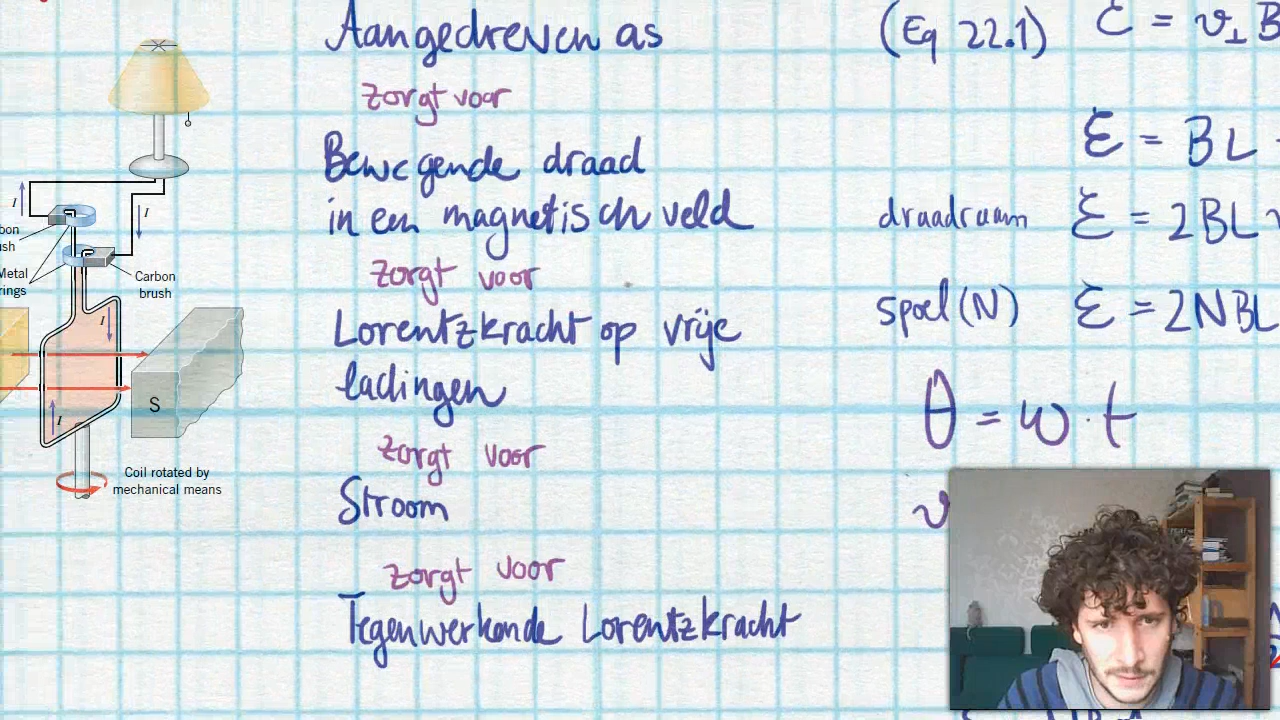 Aangedreven as
zorgt voor
Bewegende draad
in een magnetisch veld
zorgt voor
Lorentzkracht op vrije
ladingen
zorgt voor
Stroom
zorgt voor
Tegenwerkende Lorentzkracht
(Eq 22.1) ℰ = v⊥ B
ℰ = BL
draadraam ℰ = 2BL
spoel (N) ℰ = 2NBL
θ = ω · t
v
I
I
Carbon
brush
I
I
S
Coil rotated by
mechanical means